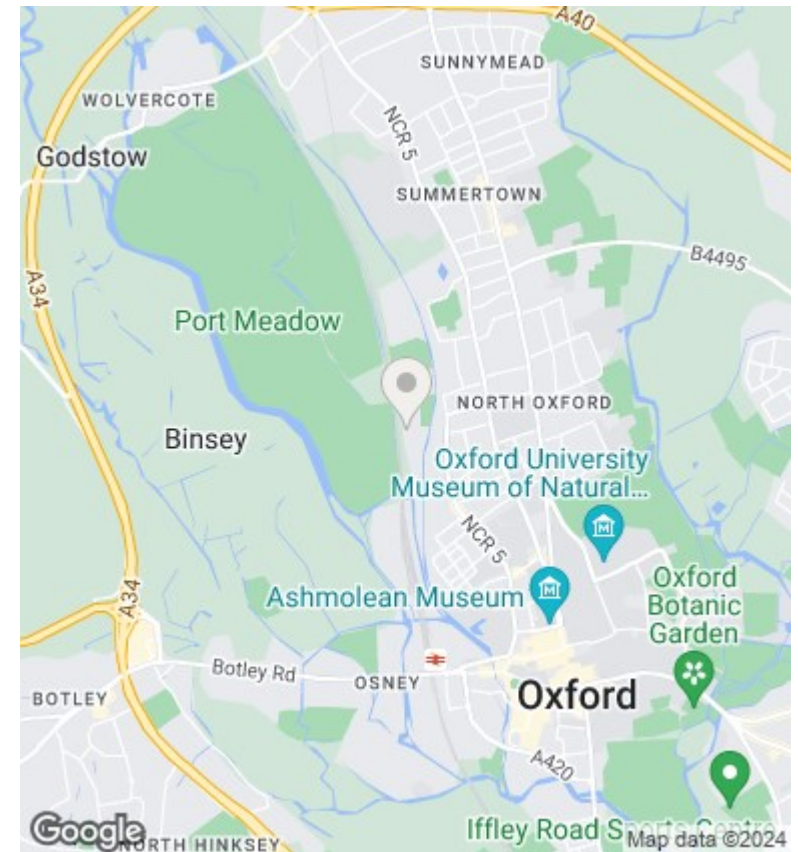 A40
SUNNYMEAD
WOLVERCOTE
NCR 5
Godstow
SUMMERTOWN
B4495
A34
Port Meadow
NORTH OXFORD
Binsey
Oxford University
Museum of Natural...
NCR 5
Ashmolean Museum
Oxford
Botanic
Garden
A34
Botley Rd
OSNEY
BOTLEY
Oxford
A420
Iffley Road Sports Centre
Google
NORTH HINKSEY
Map data ©2024